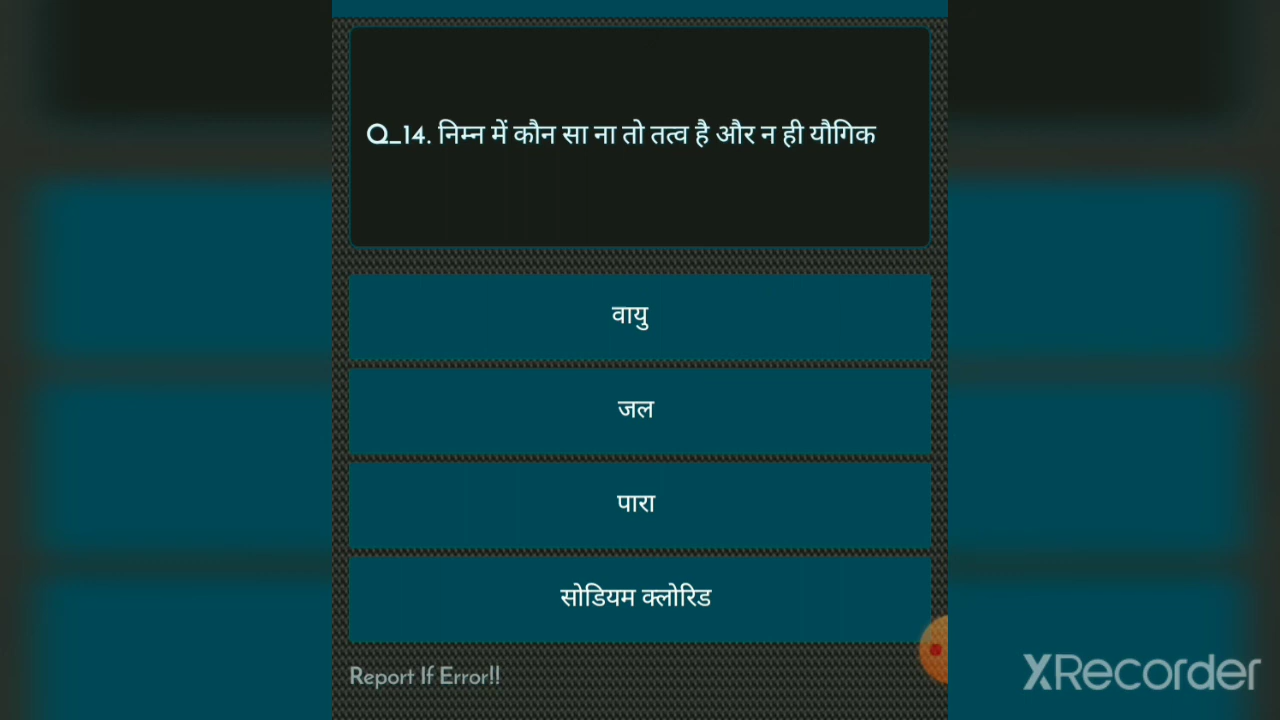 Q_14. निम्न में कौन सा ना तो तत्व है और न ही यौगिक
वायु
जल
पारा
सोडियम क्लोरिड
Report If Error!!
XRecorder